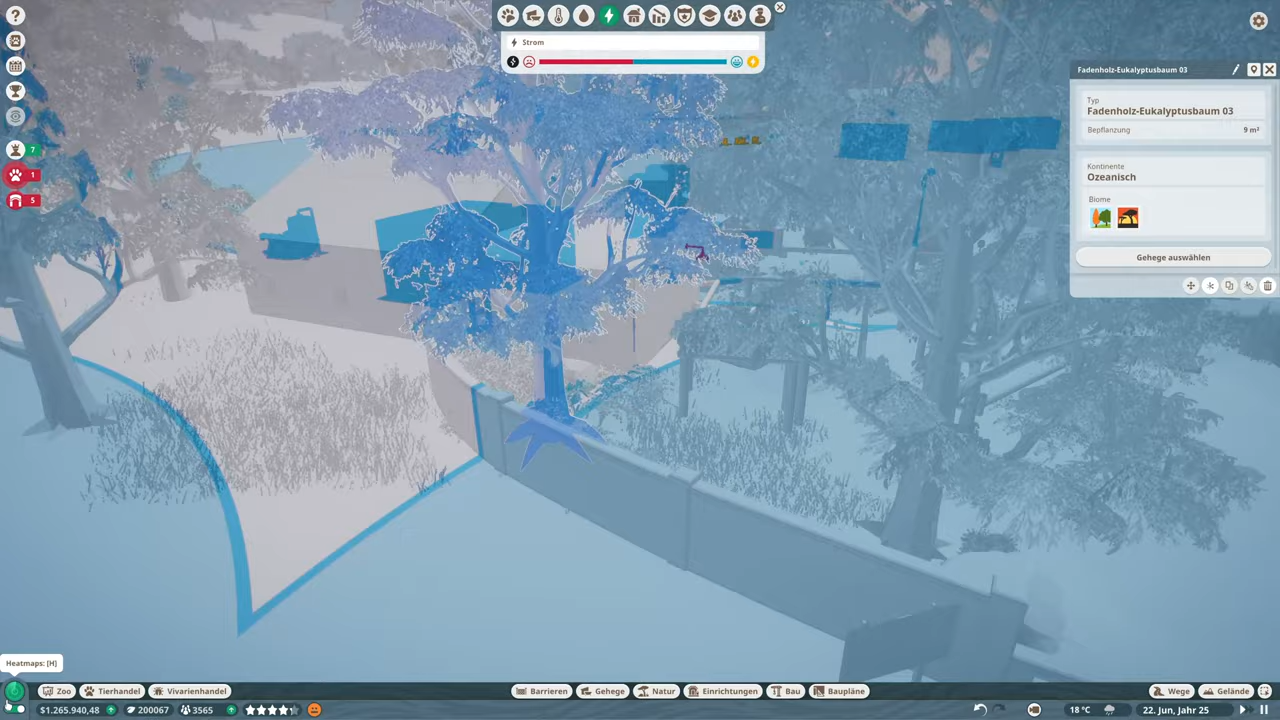 Strom
Fadenholz-Eukalyptusbaum 03
Typ
Fadenholz-Eukalyptusbaum 03
Bepflanzung 9 m²
Kontinente
Ozeanisch
Biome
Gehege auswählen
7
1
5
Heatmaps: [H]
Zoo Tierhandel Vivarienhandel Barrieren Gehege Natur Einrichtungen Bau Baupläne Wege Gelände
$1.265.940,48 200067 3565 18 °C 22. Jun, Jahr 25